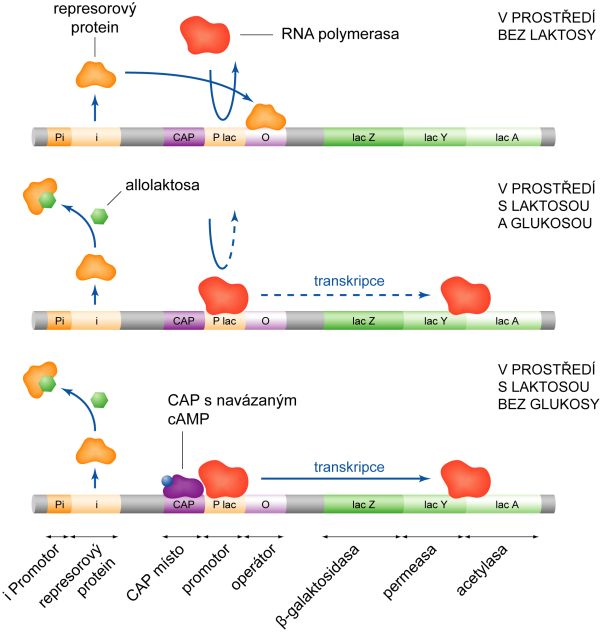 represorový
protein
RNA polymerasa
V PROSTŘEDÍ
BEZ LAKTOSY
Pi i CAP P lac O lac Z lac Y lac A
allolaktosa
V PROSTŘEDÍ
S LAKTOSOU
A GLUKOSOU
transkripce
Pi i CAP P lac O lac Z lac Y lac A
CAP s navázaným
cAMP
V PROSTŘEDÍ
S LAKTOSOU
BEZ GLUKOSY
transkripce
Pi i CAP P lac O lac Z lac Y lac A
i Promotor
represorový
protein
CAP místo
promotor
operátor
β-galaktosidasa
permeasa
acetylasa